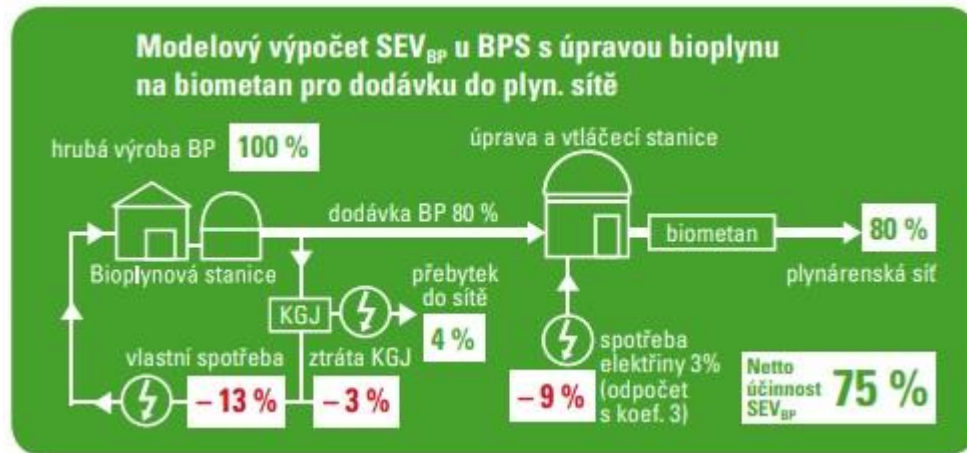 Modelový výpočet SEV_BP u BPS s úpravou bioplynu
na biometan pro dodávku do plyn. sítě
hrubá výroba BP 100 %
úprava a vtláčecí stanice
dodávka BP 80 %
biometan
80 %
plynárenská síť
Bioplynová stanice
KGJ
přebytek
do sítě
4 %
vlastní spotřeba
– 13 %
ztráta KGJ
– 3 %
– 9 %
spotřeba
elektřiny 3%
(odpočet
s koef. 3)
Netto
účinnost
SEV_BP
75 %